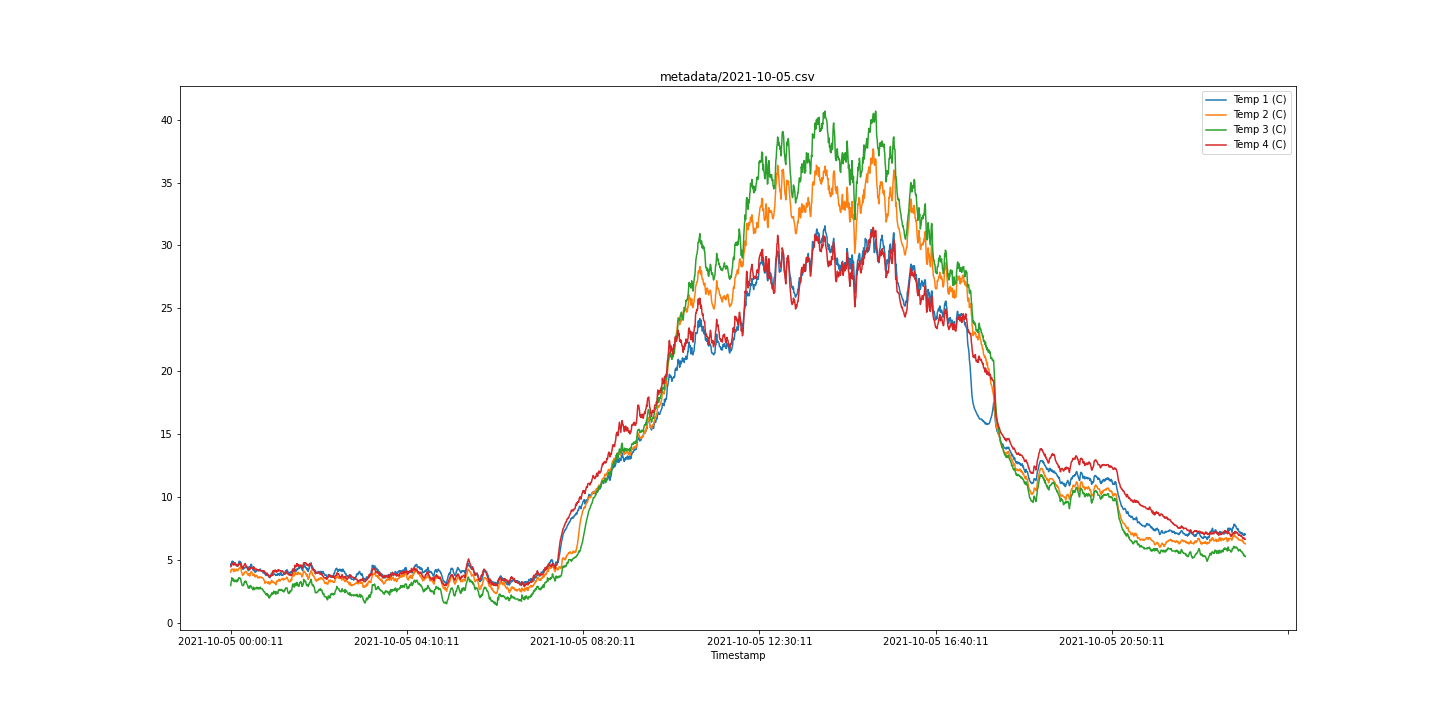 metadata/2021-10-05.csv
Temp 1 (C)
Temp 2 (C)
Temp 3 (C)
Temp 4 (C)
40
35
30
25
20
15
10
5
0
2021-10-05 00:00:11
2021-10-05 04:10:11
2021-10-05 08:20:11
2021-10-05 12:30:11
2021-10-05 16:40:11
2021-10-05 20:50:11
Timestamp